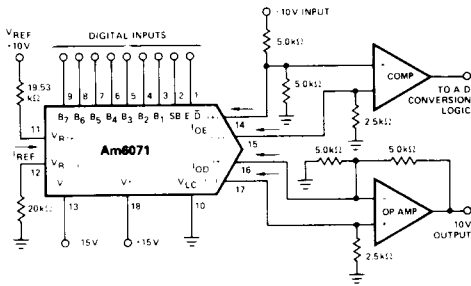 DIGITAL INPUTS
+10V INPUT
VREF
+10V
5.0kΩ
19.53
kΩ
9 8 7 6 5 4 3 2 1
B7 B6 B5 B4 B3 B2 B1 SB E/D
5.0kΩ
COMP
TO A D
CONVERSION
LOGIC
11
VR
IOE
14
2.5kΩ
IREF
Am6071
15
12
VR
IOD
16
5.0kΩ
5.0kΩ
V
V
VLC
17
20kΩ
13
18
10
OP AMP
10V
OUTPUT
15V
15V
2.5kΩ